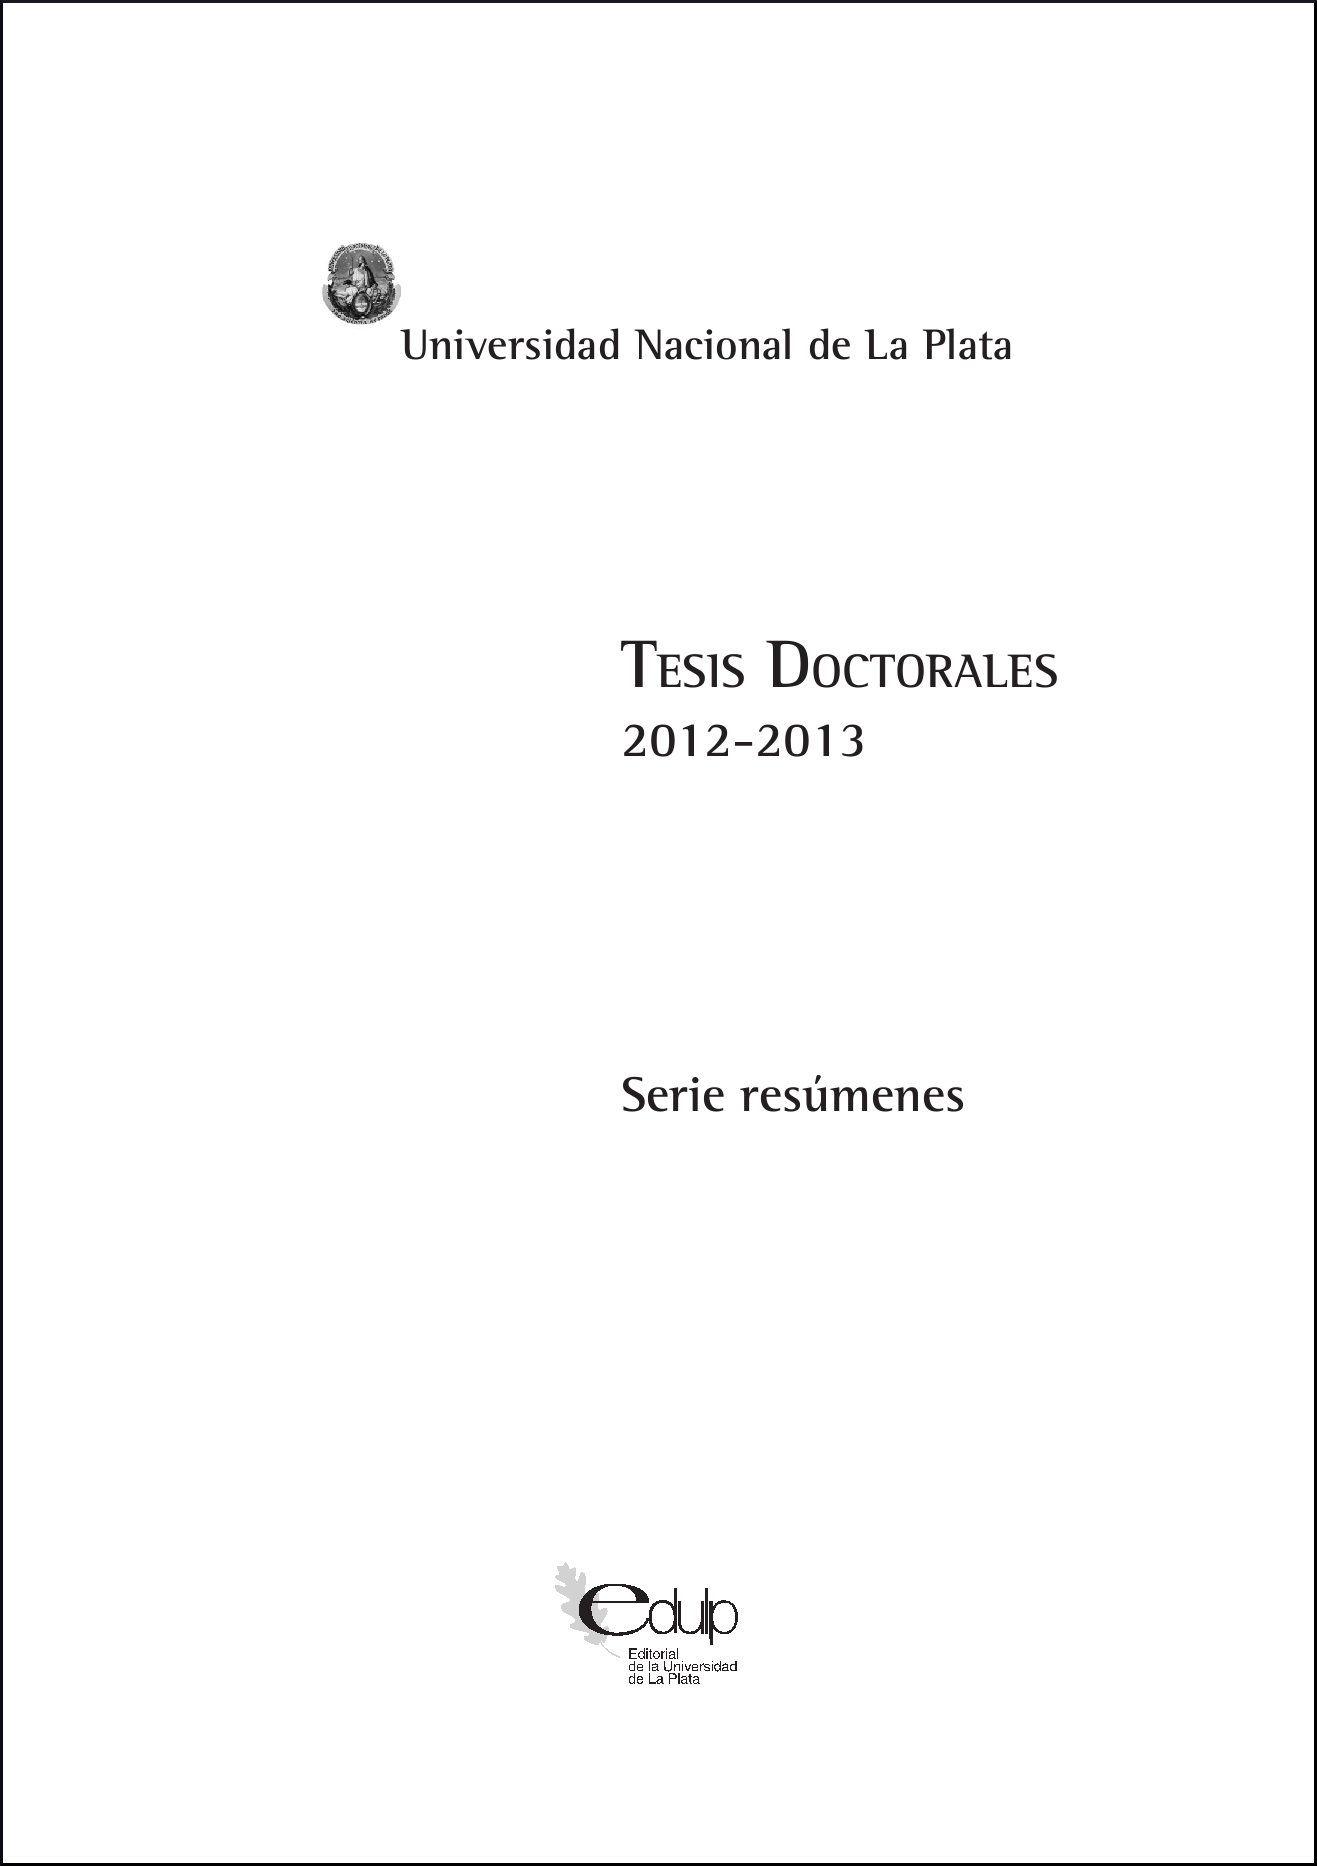 Universidad Nacional de La Plata
TESIS DOCTORALES
2012-2013
Serie resúmenes
edulp
Editorial
de la Universidad
de La Plata